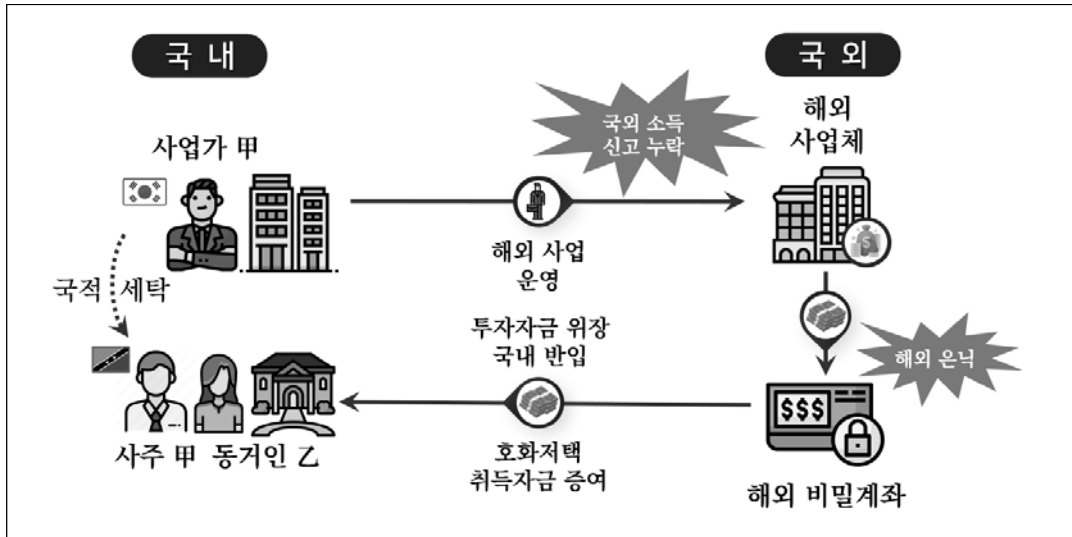 국 내
국 외
사업가 甲
국외 소득
신고 누락
해외
사업체
해외 사업
운영
국적 세탁
투자자금 위장
국내 반입
해외 은닉
$$$
호화저택
취득자금 증여
사주 甲 동거인 乙
해외 비밀계좌
$